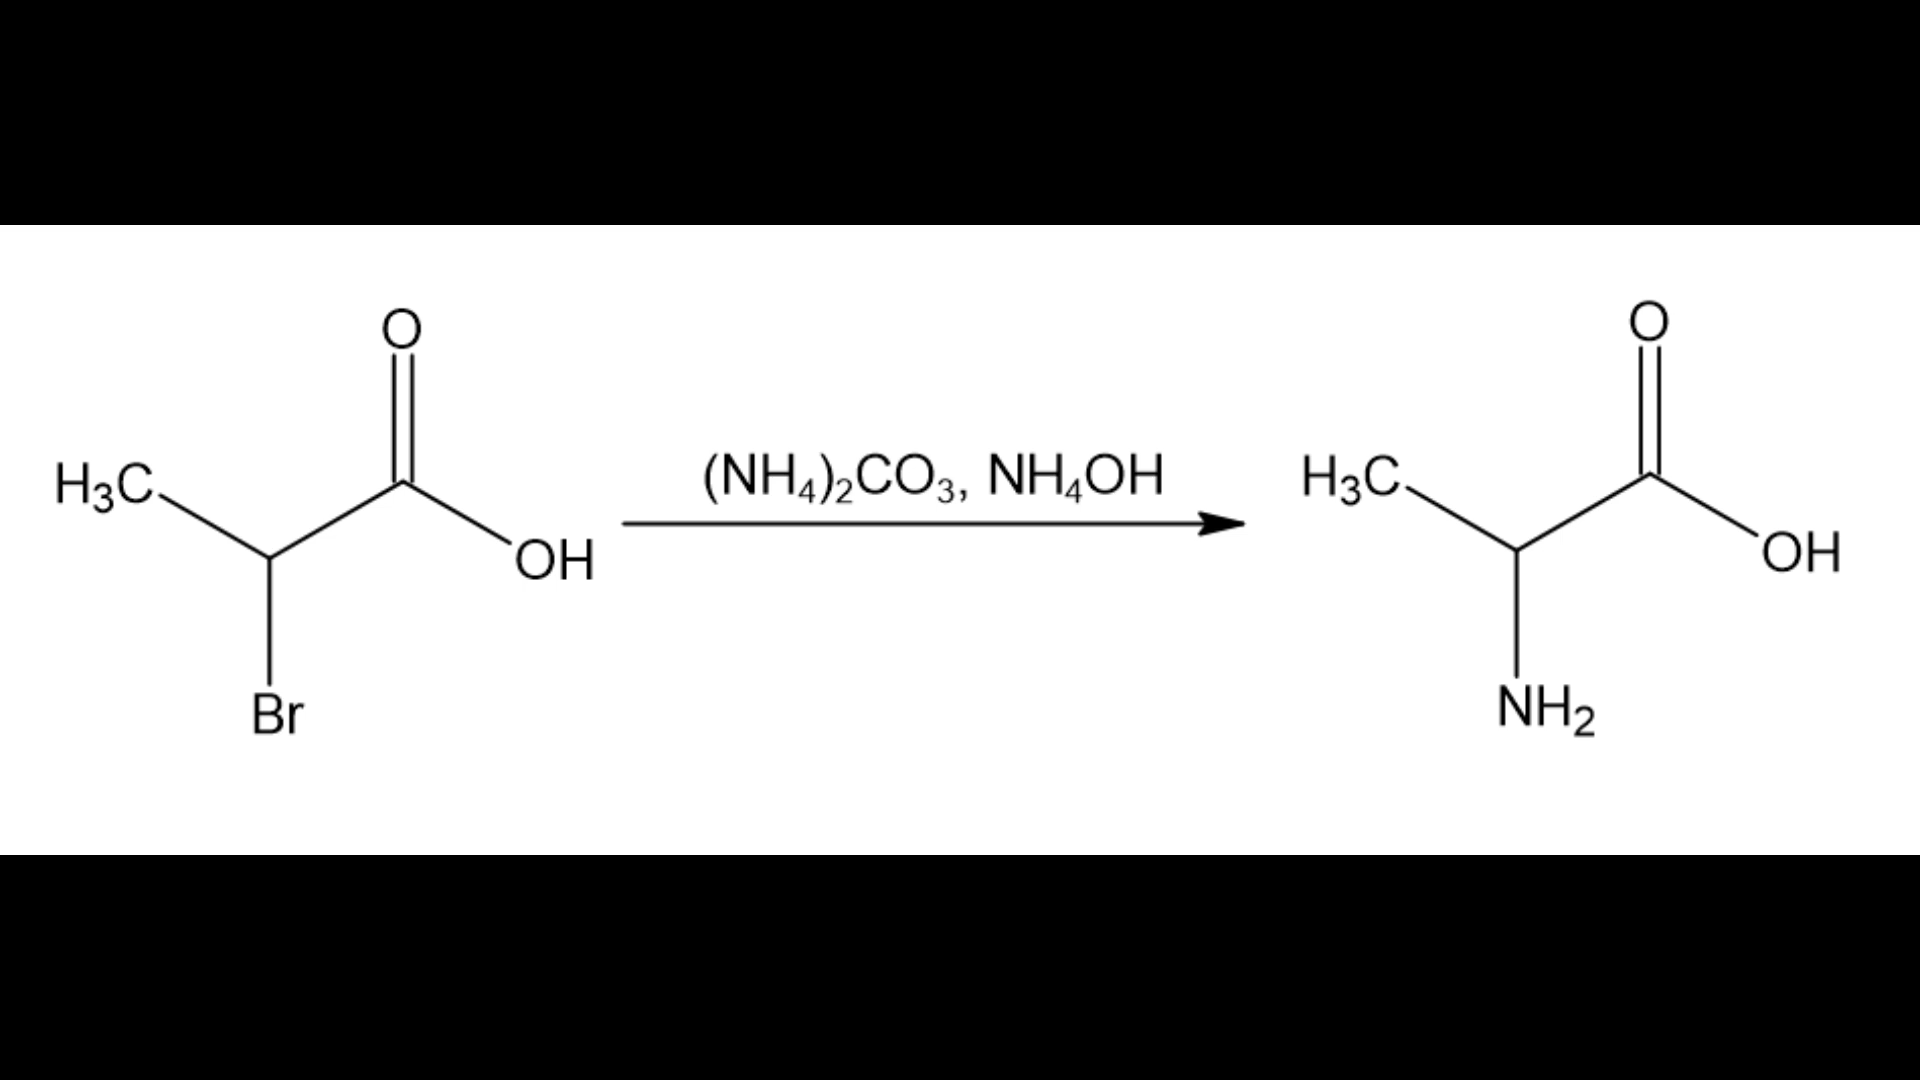 O
H₃C
OH
Br
(NH₄)₂CO₃, NH₄OH
O
H₃C
OH
NH₂